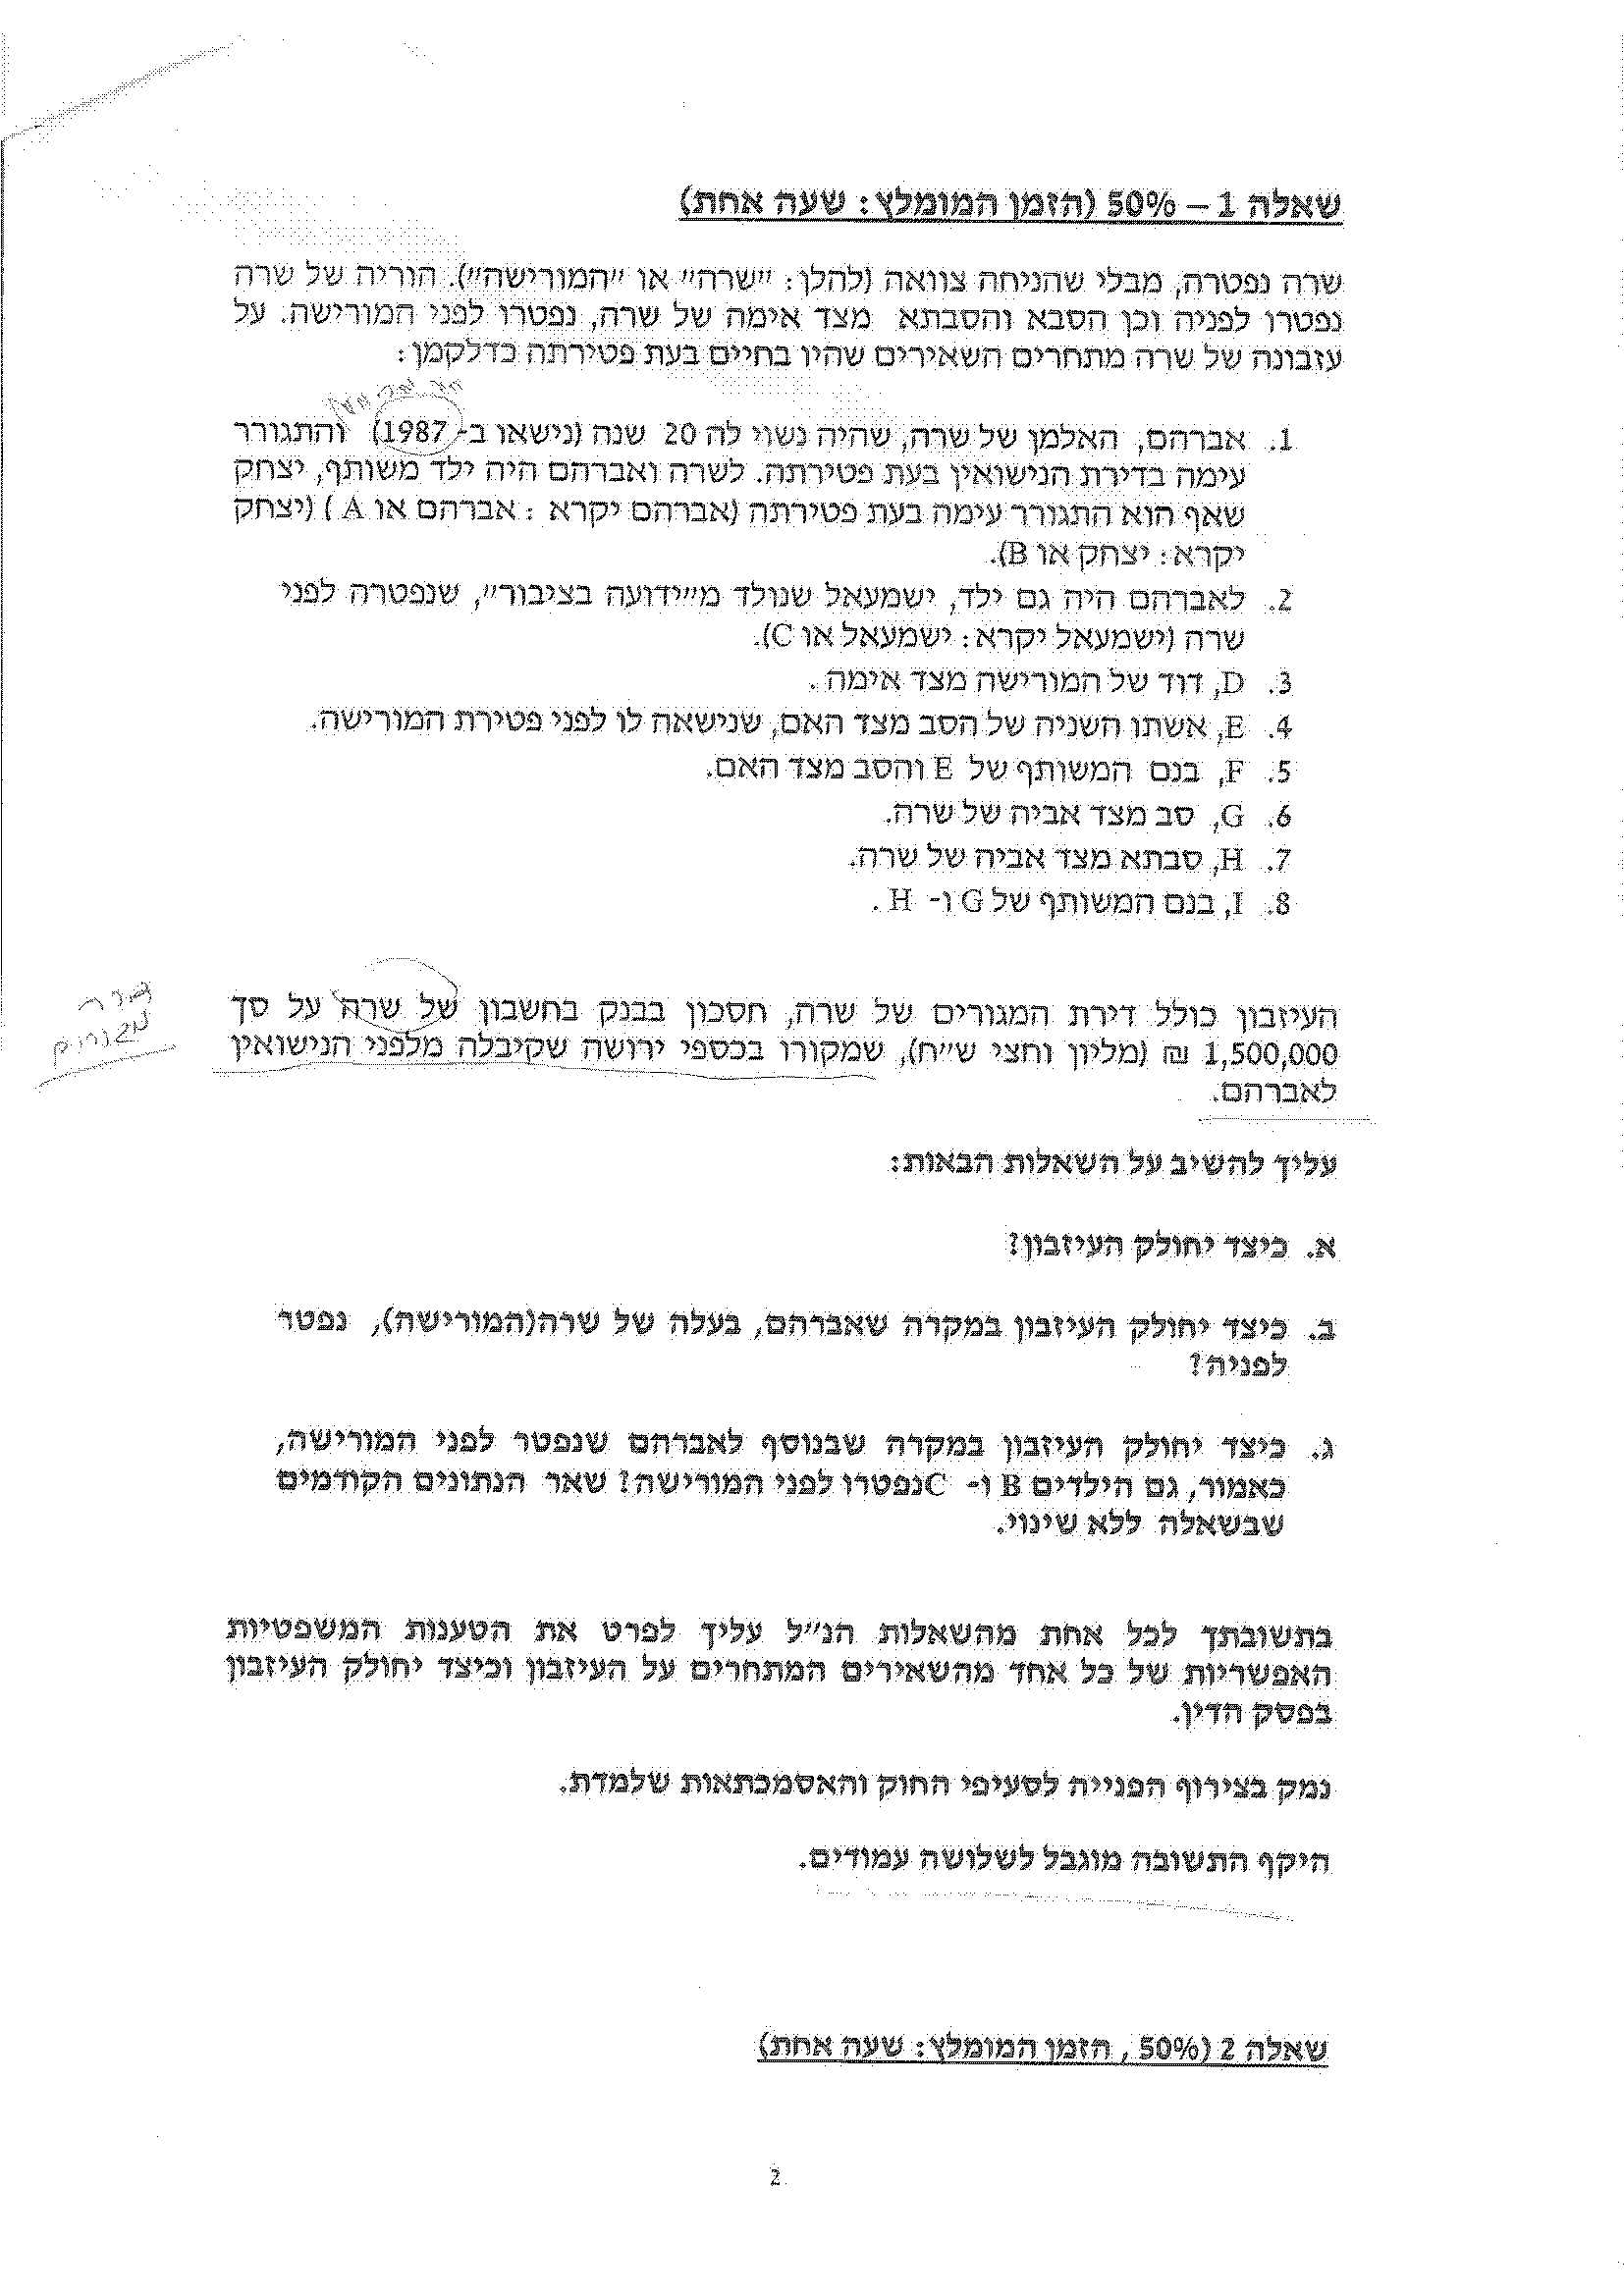 שאלה 1 – 50% (הזמן המומלץ: שעה אחת)
שרה נפטרה, מבלי שהניחה צוואה (להלן: "שרה" או "המורישה"). הוריה של שרה
נפטרו לפניה וכן הסבא והסבתא מצד אימה של שרה, נפטרו לפני המורישה. על
עזבונה של שרה מתחרים השאירים שהיו בחיים בעת פטירתה כדלקמן:
1. אברהם, האלמן של שרה, שהיה נשוי לה 20 שנה (נישאו ב- 1987) והתגורר
עימה בדירת הנישואין בעת פטירתה. לשרה ואברהם היה ילד משותף, יצחק
שאף הוא התגורר עימה בעת פטירתה (אברהם יקרא : אברהם או A ) (יצחק
יקרא: יצחק או B).
2. לאברהם היה גם ילד, ישמעאל שנולד מ"ידועה בציבור", שנפטרה לפני
שרה (ישמעאל יקרא: ישמעאל או C).
3. D, דוד של המורישה מצד אימה.
4. E, אשתו השניה של הסב מצד האם, שנישאה לו לפני פטירת המורישה.
5. F, בנם המשותף של E והסב מצד האם.
6. G, סב מצד אביה של שרה.
7. H, סבתא מצד אביה של שרה.
8. I, בנם המשותף של G ו- H .
העיזבון כולל דירת המגורים של שרה, חסכון בבנק בחשבון של שרה על סך
1,500,000 ₪ (מליון וחצי ש"ח), שמקורו בכספי ירושה שקיבלה מלפני הנישואין
לאברהם.
עליך להשיב על השאלות הבאות:
א. כיצד יחולק העיזבון?
ב. כיצד יחולק העיזבון במקרה שאברהם, בעלה של שרה(המורישה), נפטר
לפניה?
ג. כיצד יחולק העיזבון במקרה שבנוסף לאברהם שנפטר לפני המורישה,
כאמור, גם הילדים B ו- Cנפטרו לפני המורישה? שאר הנתונים הקודמים
שבשאלה ללא שינוי.
בתשובתך לכל אחת מהשאלות הנ"ל עליך לפרט את הטענות המשפטיות
האפשריות של כל אחד מהשאירים המתחרים על העיזבון וכיצד יחולק העיזבון
בפסק הדין.
נמק בצירוף הפנייה לסעיפי החוק והאסמכתאות שלמדת.
היקף התשובה מוגבל לשלושה עמודים.
שאלה 2 (50% , הזמן המומלץ: שעה אחת)
2